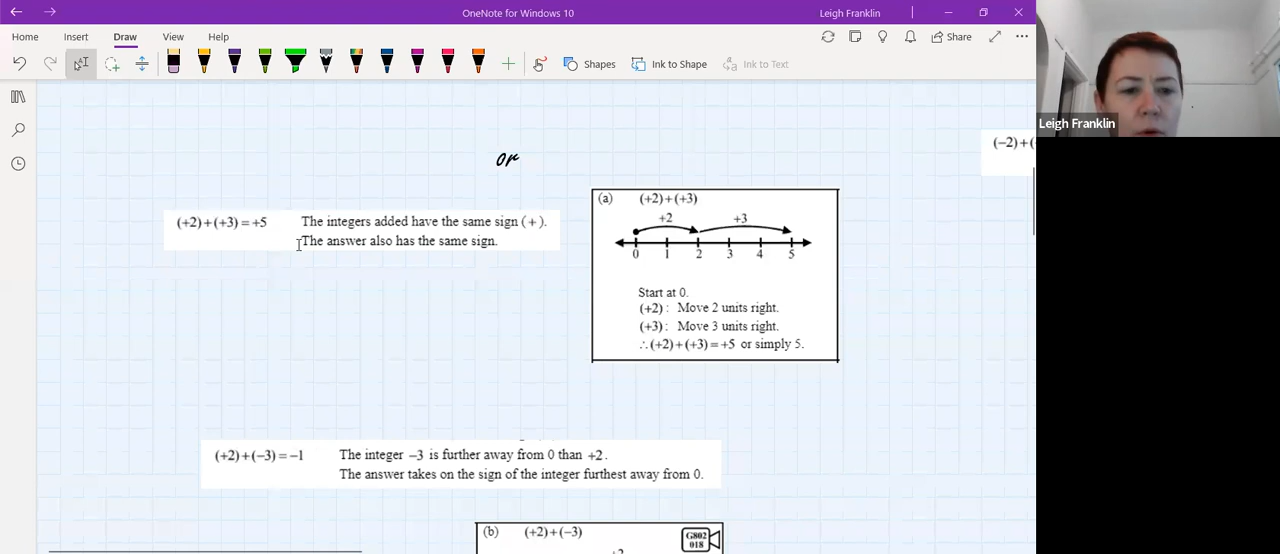 OneNote for Windows 10
Leigh Franklin
Home
Insert
Draw
View
Help
Share
Shapes
Ink to Shape
Ink to Text
Leigh Franklin
or
(−2)+(
(+2)+(+3)=+5
The integers added have the same sign (+).
The answer also has the same sign.
(a) (+2)+(+3)
+2 +3
0 1 2 3 4 5
Start at 0.
(+2): Move 2 units right.
(+3): Move 3 units right.
∴(+2)+(+3)=+5 or simply 5.
(+2)+(−3)=−1
The integer −3 is further away from 0 than +2.
The answer takes on the sign of the integer furthest away from 0.
(b) (+2)+(−3)
G802
018
+2